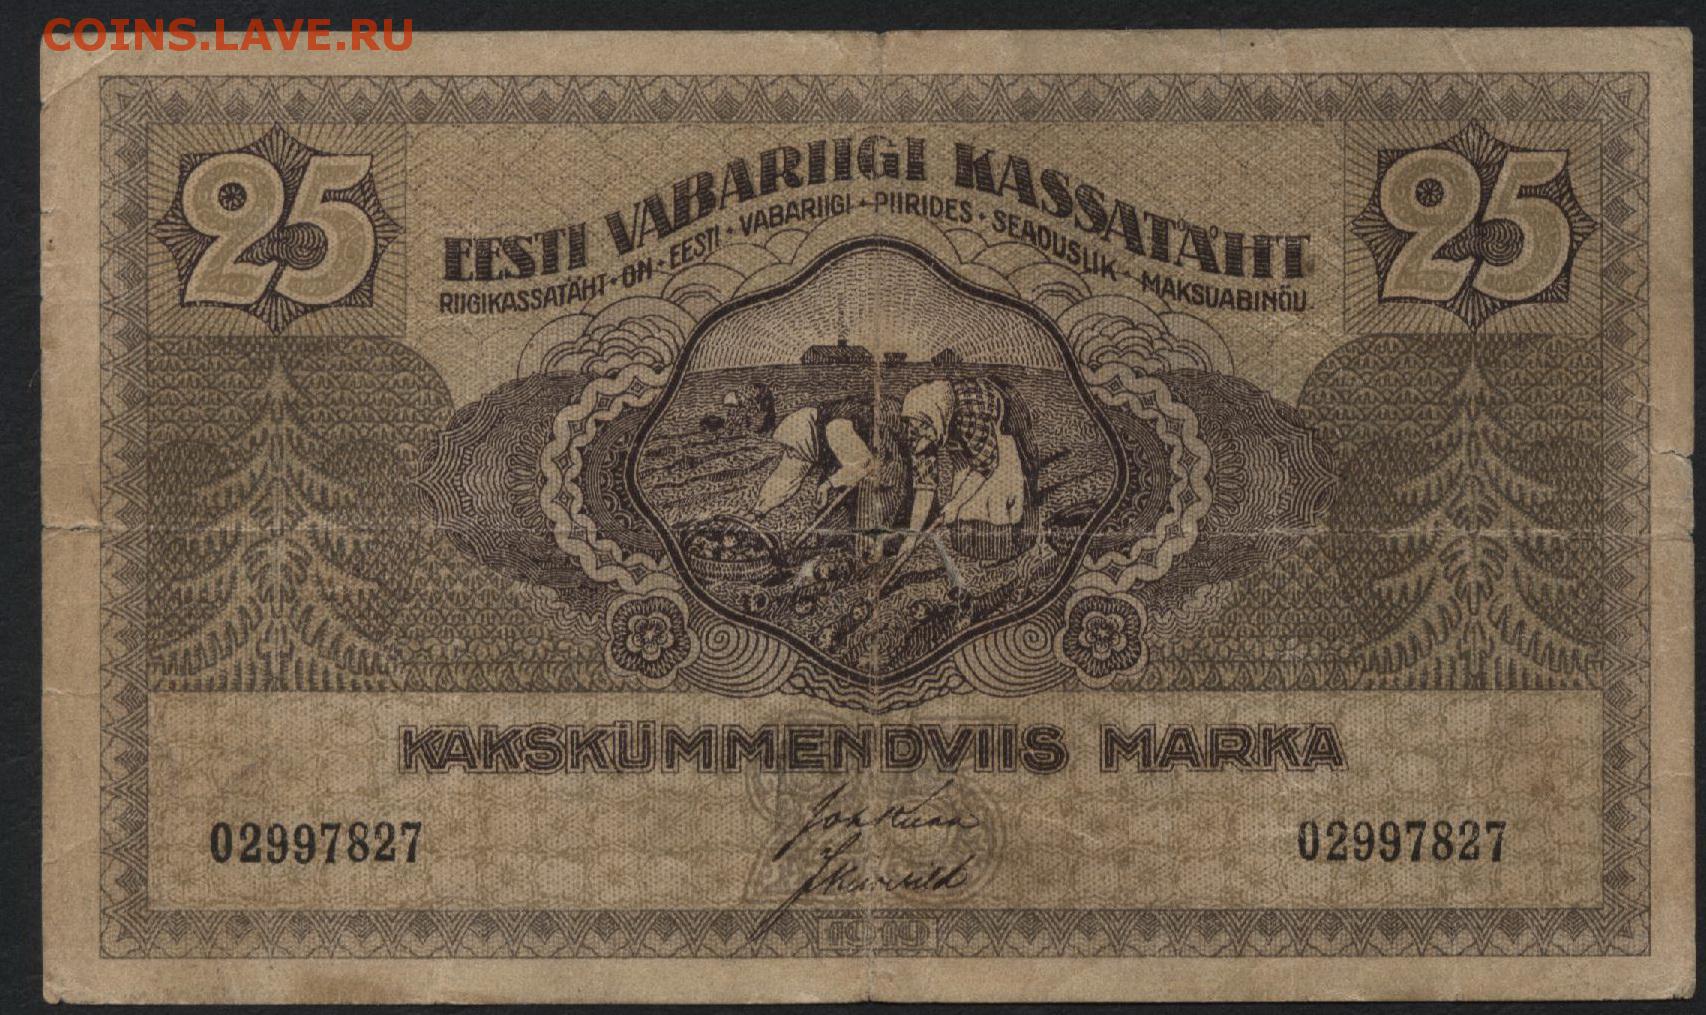 COINS.LAVE.RU
25
25
EESTI VABARIIGI KASSATÄHT
RIIGIKASSATÄHT · ON · EESTI · VABARIIGI · PIIRIDES · SEADUSLIK · MAKSUABINÕU
KAKSKÜMMENDVIIS MARKA
02997827
02997827
1919